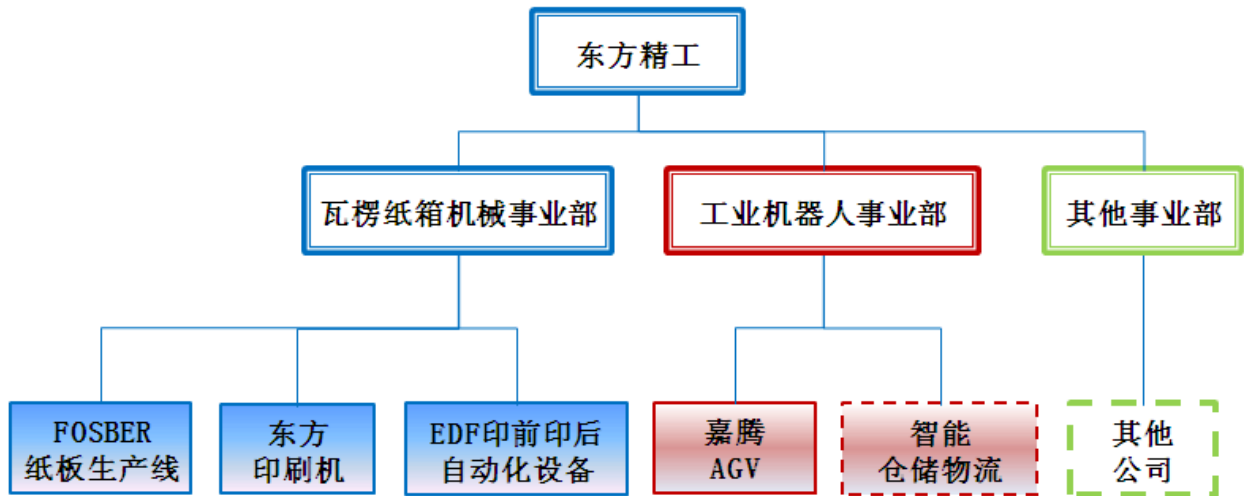 东方精工
瓦楞纸箱机械事业部
工业机器人事业部
其他事业部
FOSBER
纸板生产线
东方
印刷机
EDF印前印后
自动化设备
嘉腾
AGV
智能
仓储物流
其他
公司